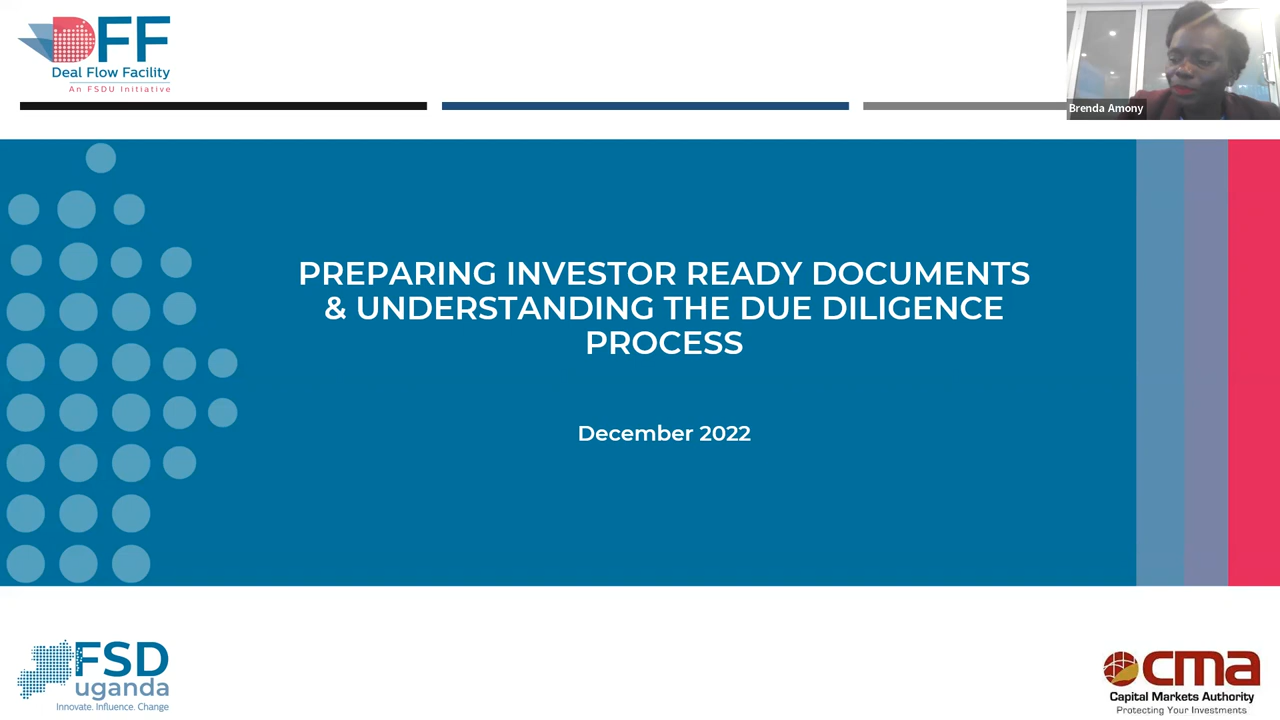 DFF
Deal Flow Facility
An FSDU Initiative
Brenda Amony
PREPARING INVESTOR READY DOCUMENTS
& UNDERSTANDING THE DUE DILIGENCE
PROCESS
December 2022
FSD
uganda
Innovate. Influence. Change
cma
Capital Markets Authority
Protecting Your Investments